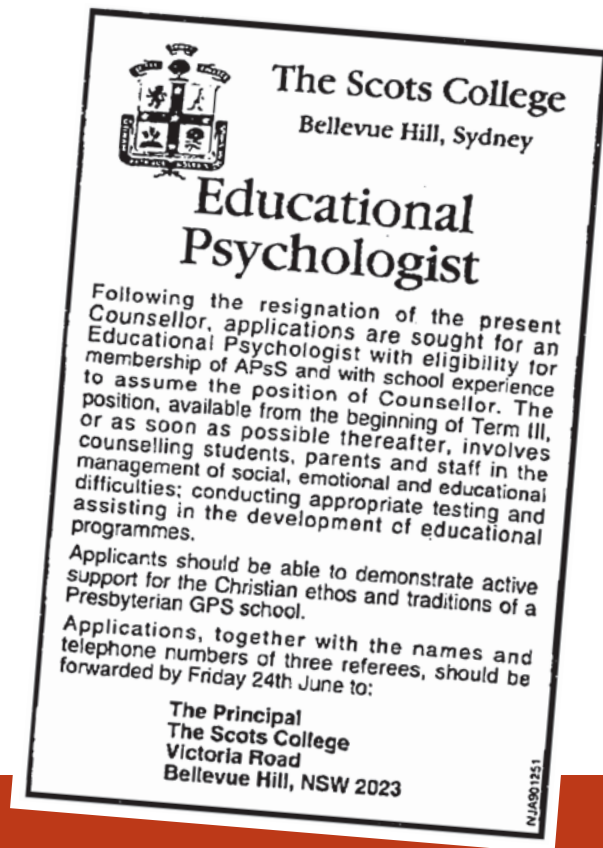 The Scots College
Bellevue Hill, Sydney
Educational
Psychologist
Following the resignation of the present
Counsellor, applications are sought for an
Educational Psychologist with eligibility for
membership of APsS and with school experience
to assume the position of Counsellor. The
position, available from the beginning of Term III,
or as soon as possible thereafter, involves
counselling students, parents and staff in the
management of social, emotional and educational
difficulties; conducting appropriate testing and
assisting in the development of educational
programmes.
Applicants should be able to demonstrate active
support for the Christian ethos and traditions of a
Presbyterian GPS school.
Applications, together with the names and
telephone numbers of three referees, should be
forwarded by Friday 24th June to:
The Principal
The Scots College
Victoria Road
Bellevue Hill, NSW 2023
NJA901251